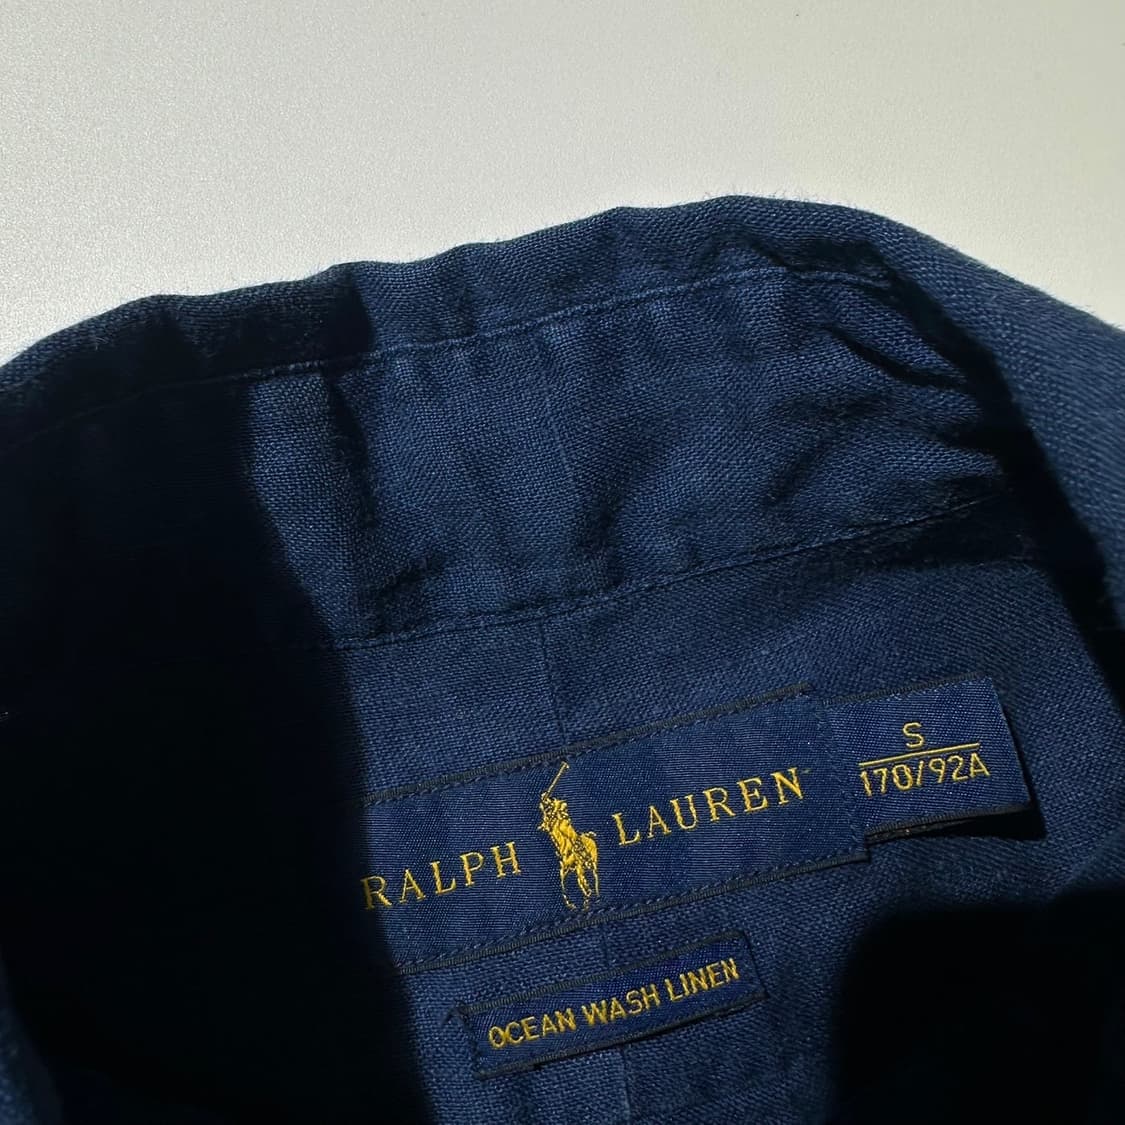 RALPH LAUREN
S
170/92A
OCEAN WASH LINEN